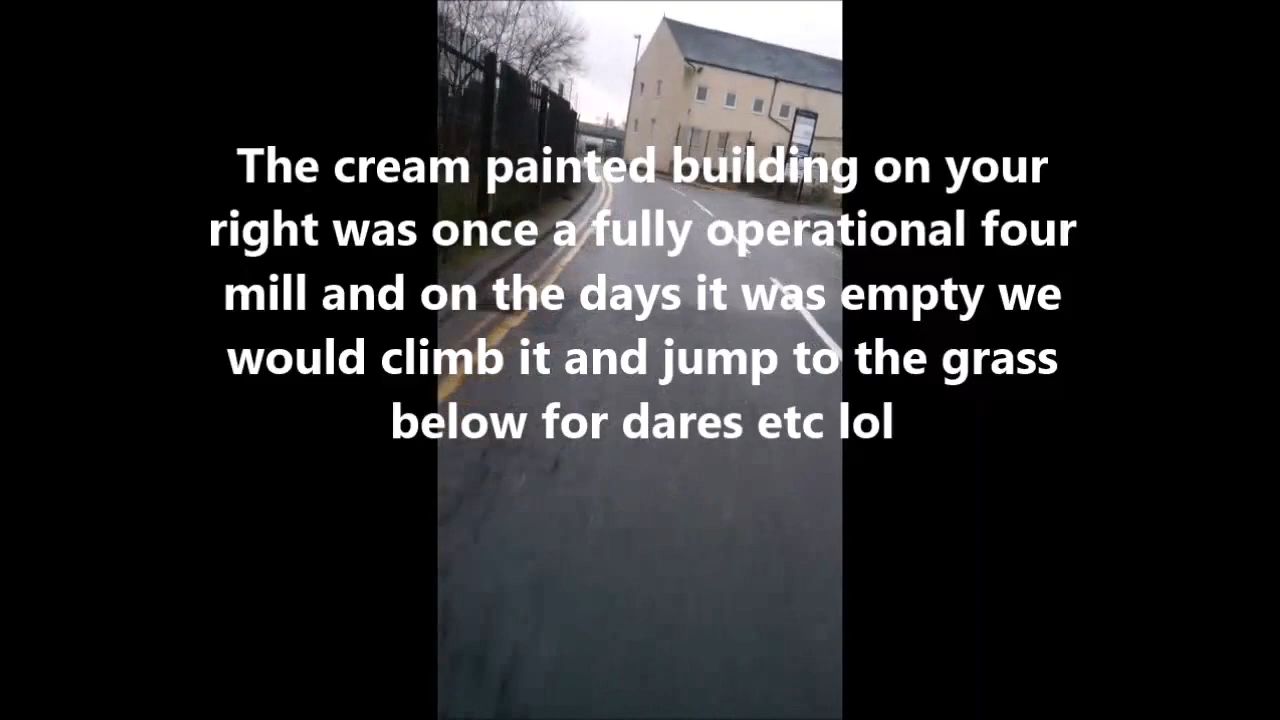 The cream painted building on your
right was once a fully operational four
mill and on the days it was empty we
would climb it and jump to the grass
below for dares etc lol